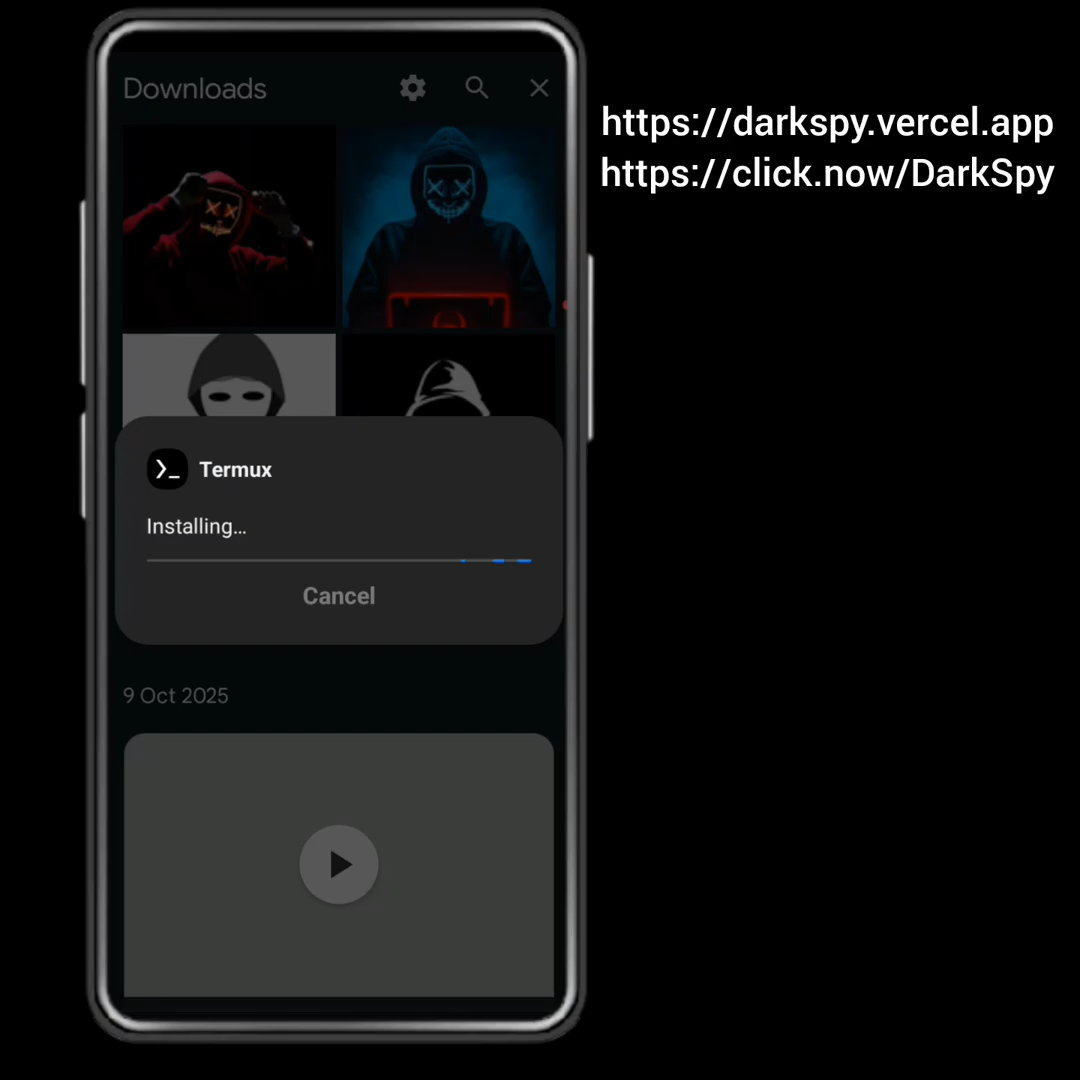 Downloads
https://darkspy.vercel.app
https://click.now/DarkSpy
Termux
Installing...
Cancel
9 Oct 2025